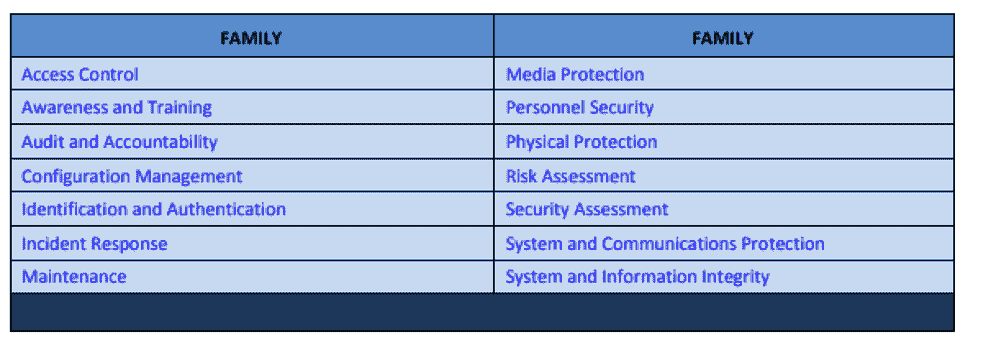 FAMILY FAMILY
Access Control Media Protection
Awareness and Training Personnel Security
Audit and Accountability Physical Protection
Configuration Management Risk Assessment
Identification and Authentication Security Assessment
Incident Response System and Communications Protection
Maintenance System and Information Integrity